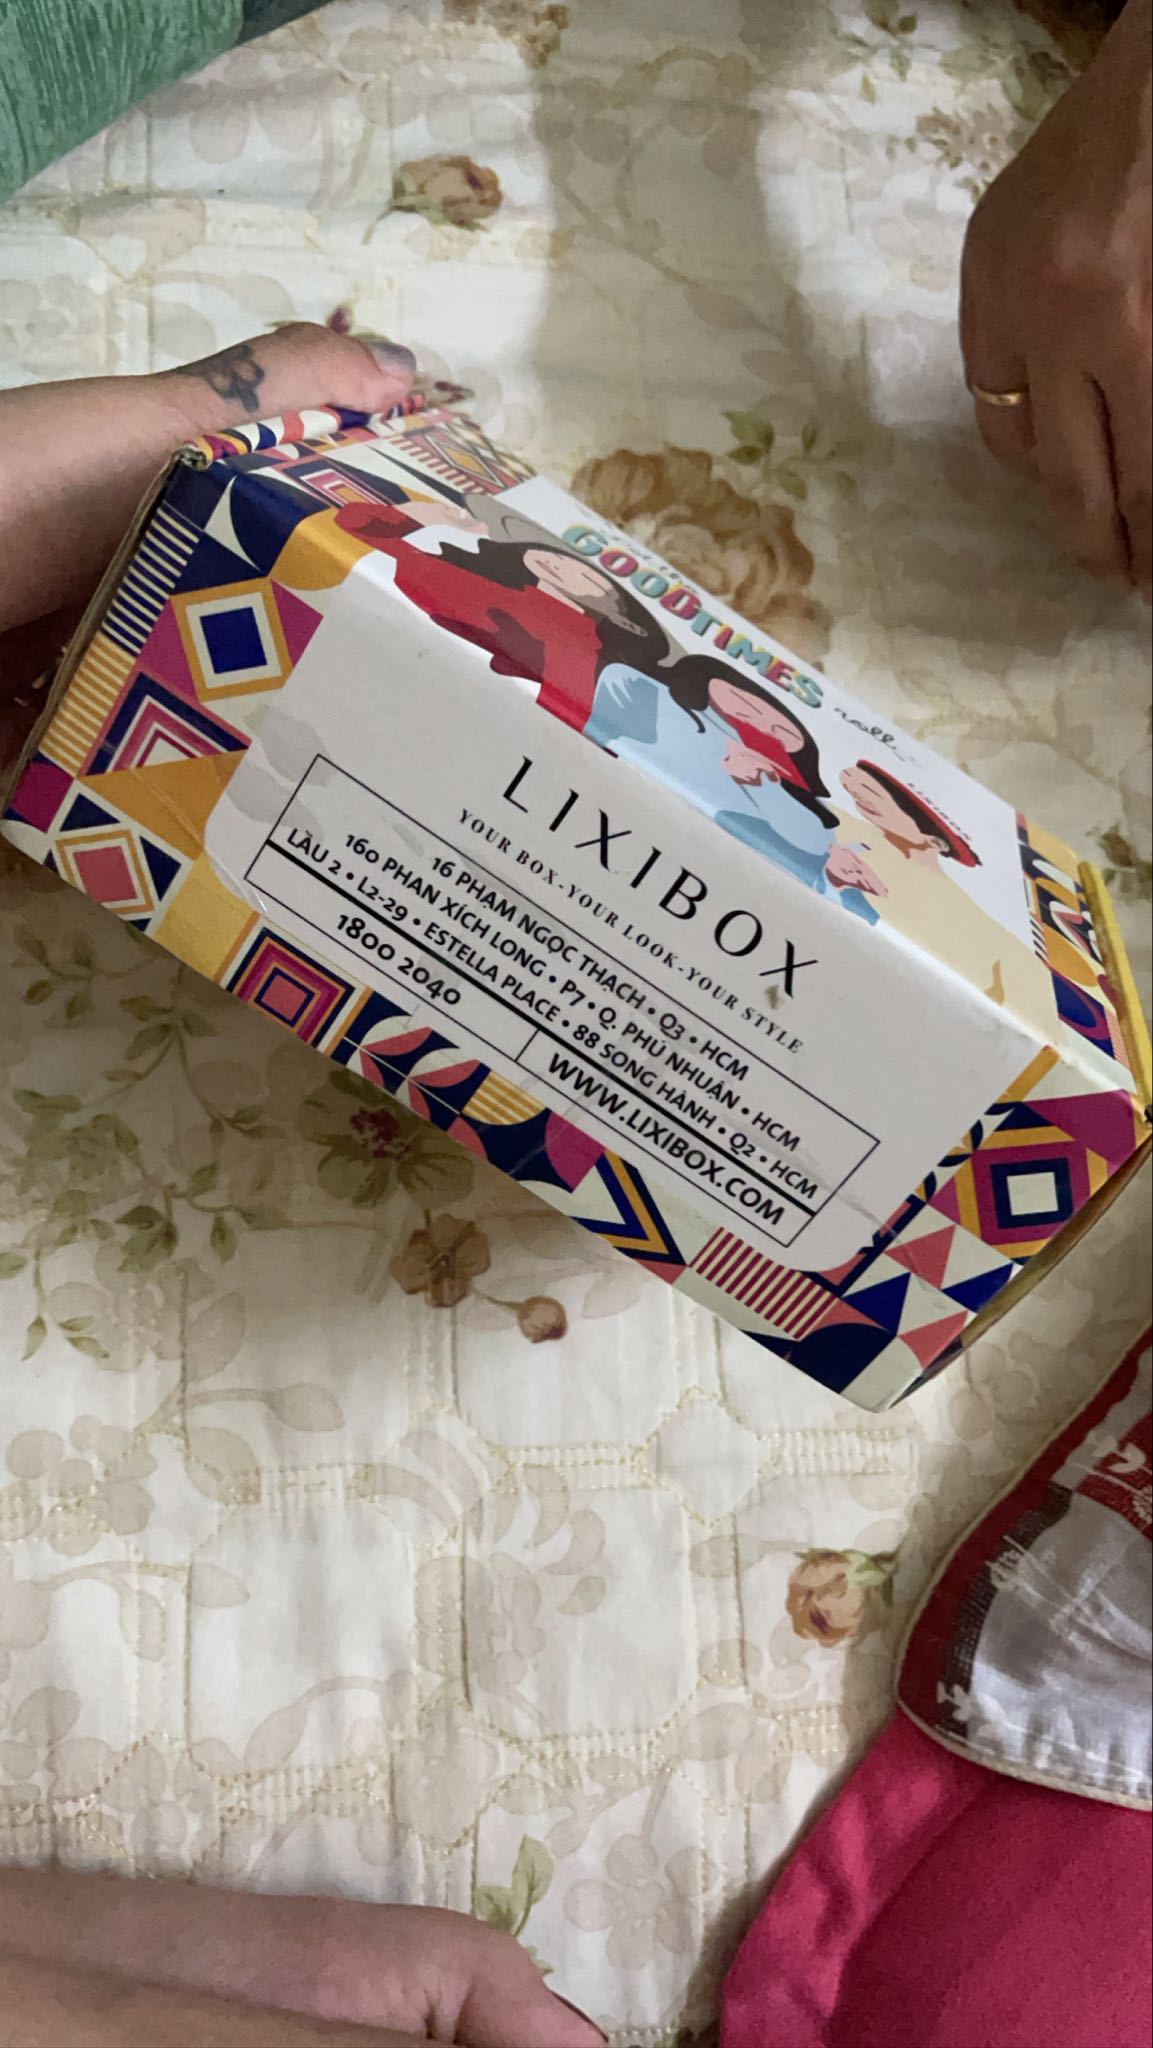 GOODTIMES
roll
LIXIBOX
LIXIBOX
YOUR BOX-YOUR LOOK-YOUR STYLE
16 PHẠM NGỌC THẠCH • Q3 • HCM
160 PHAN XÍCH LONG • P7 • Q. PHÚ NHUẬN • HCM
LẦU 2 • L2-29 • ESTELLA PLACE • 88 SONG HÀNH • Q2 • HCM
1800 2040
WWW.LIXIBOX.COM